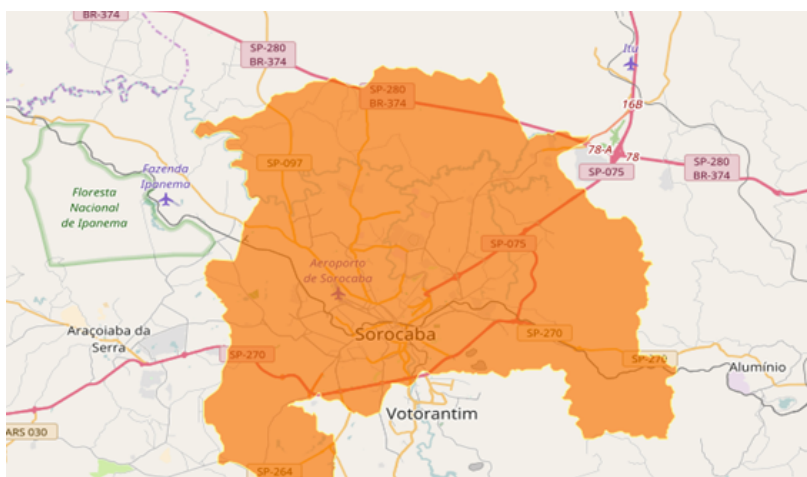 SP-280
BR-374
Itu
SP-280
BR-374
16B
SP-097
78-A
78
SP-280
BR-374
SP-075
Fazenda
Ipanema
Floresta
Nacional
de Ipanema
SP-075
Aeroporto
de Sorocaba
Araçoiaba da
Serra
Sorocaba
SP-270
SP-270
SP-270
Alumínio
Votorantim
ARS 030
SP-264